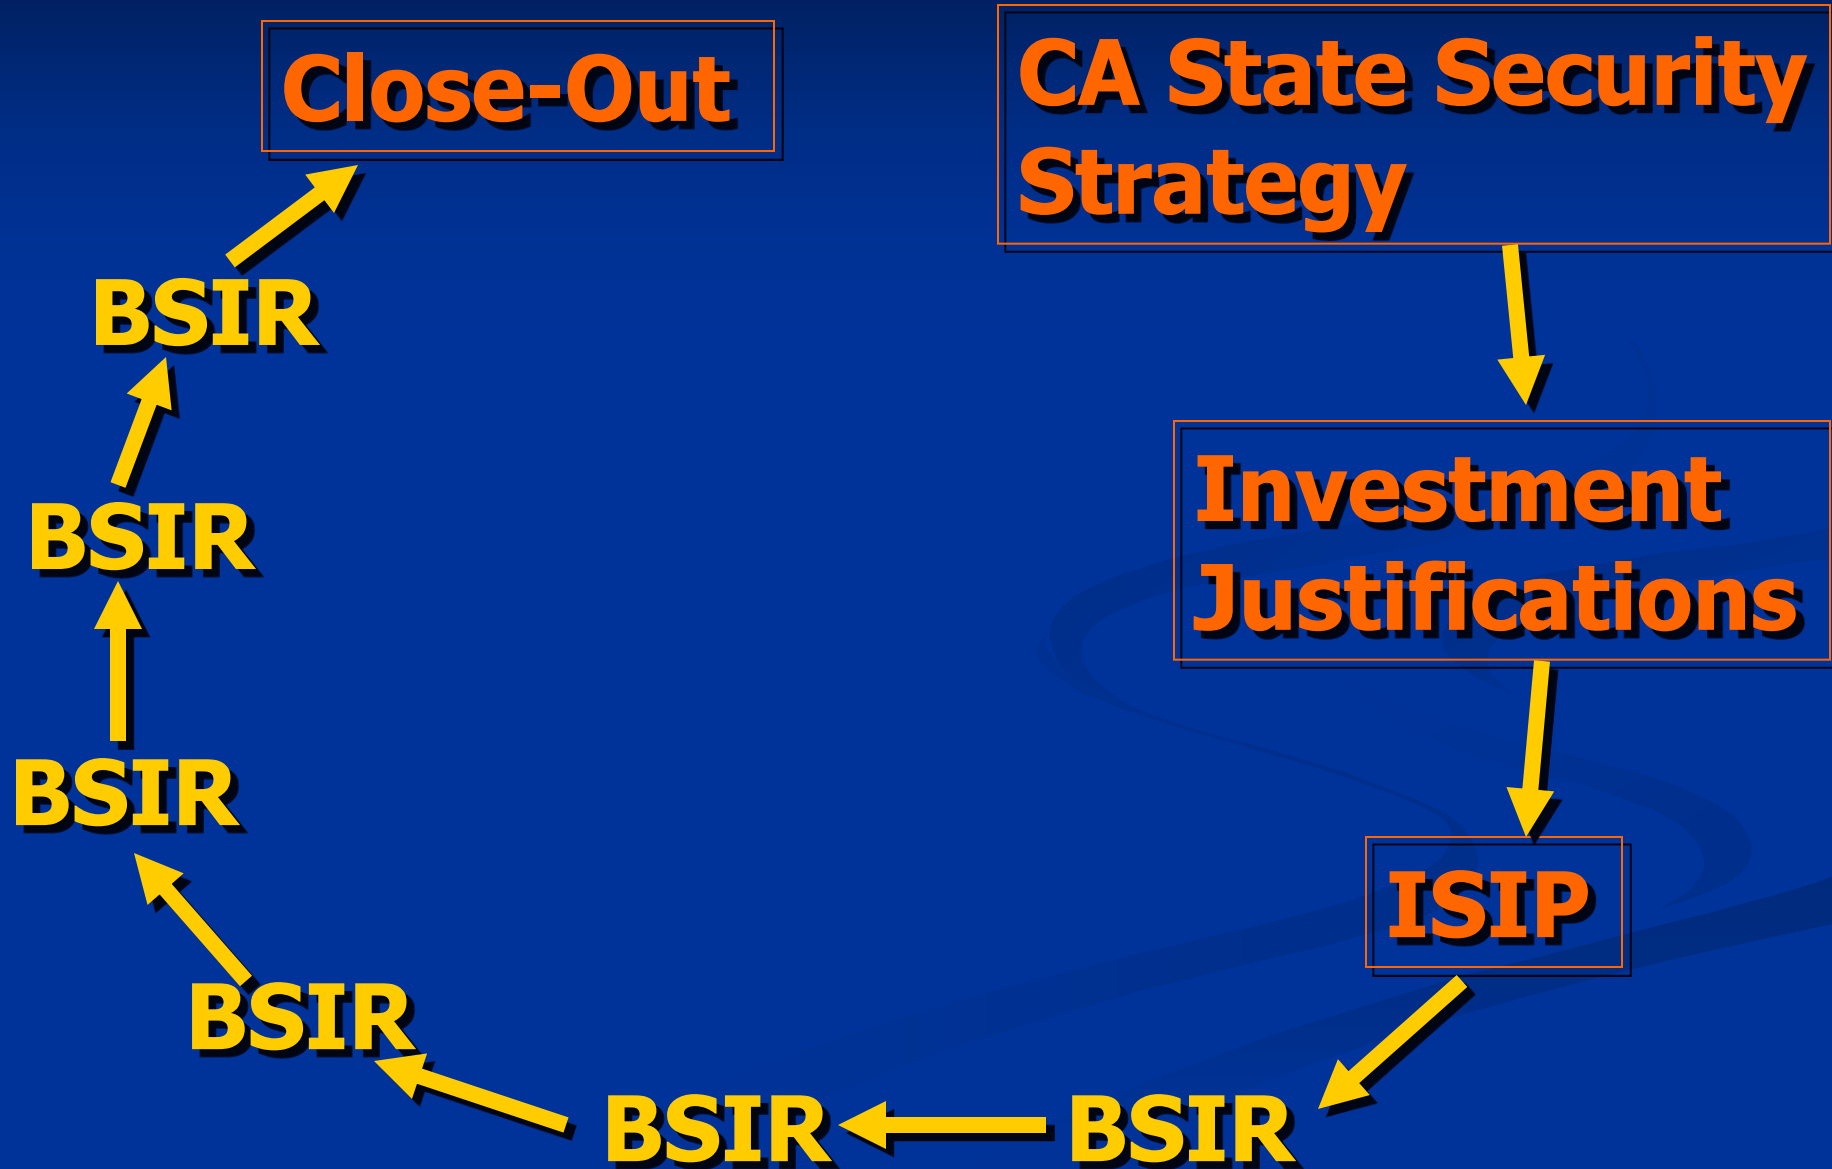 Close-Out
CA State Security
Strategy
BSIR
Investment
Justifications
BSIR
BSIR
ISIP
BSIR
BSIR
BSIR